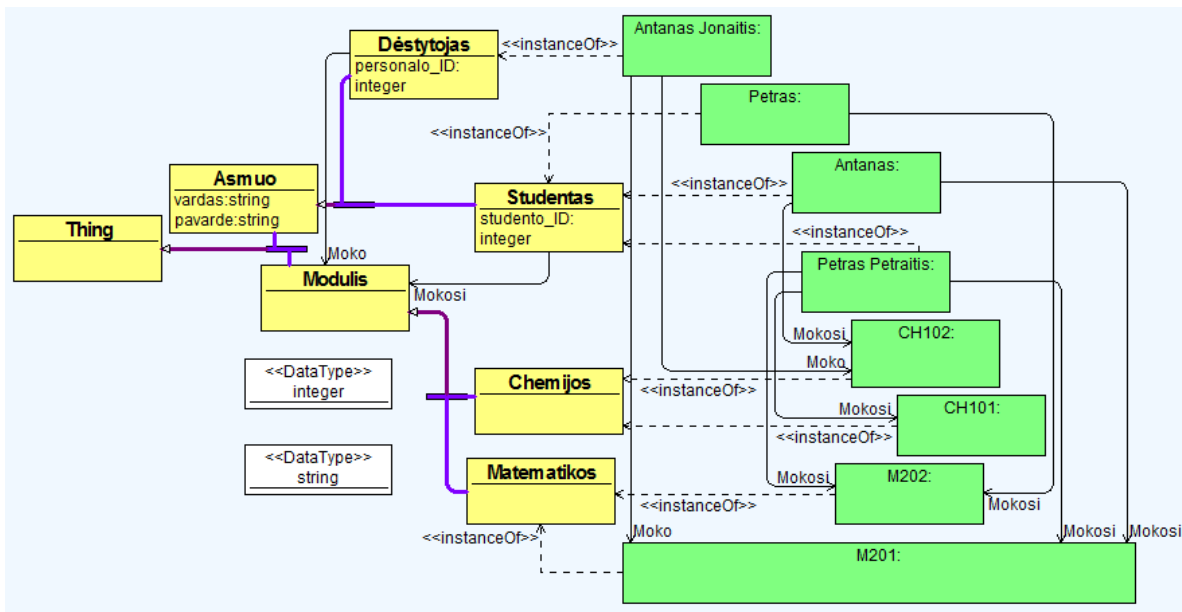 Antanas Jonaitis:
Dėstytojas
personalo_ID:
integer
<<instanceOf>>
Petras:
<<instanceOf>>
Antanas:
<<instanceOf>>
Asmuo
vardas:string
pavarde:string
Studentas
studento_ID:
integer
Thing
<<instanceOf>>
Moko
Petras Petraitis:
Modulis
Mokosi
CH102:
Mokosi
Moko
<<DataType>>
integer
Chemijos
<<instanceOf>>
CH101:
Mokosi
<<instanceOf>>
<<DataType>>
string
Matematikos
M202:
Mokosi
Mokosi
<<instanceOf>>
<<instanceOf>>
Moko
Mokosi
Mokosi
M201: